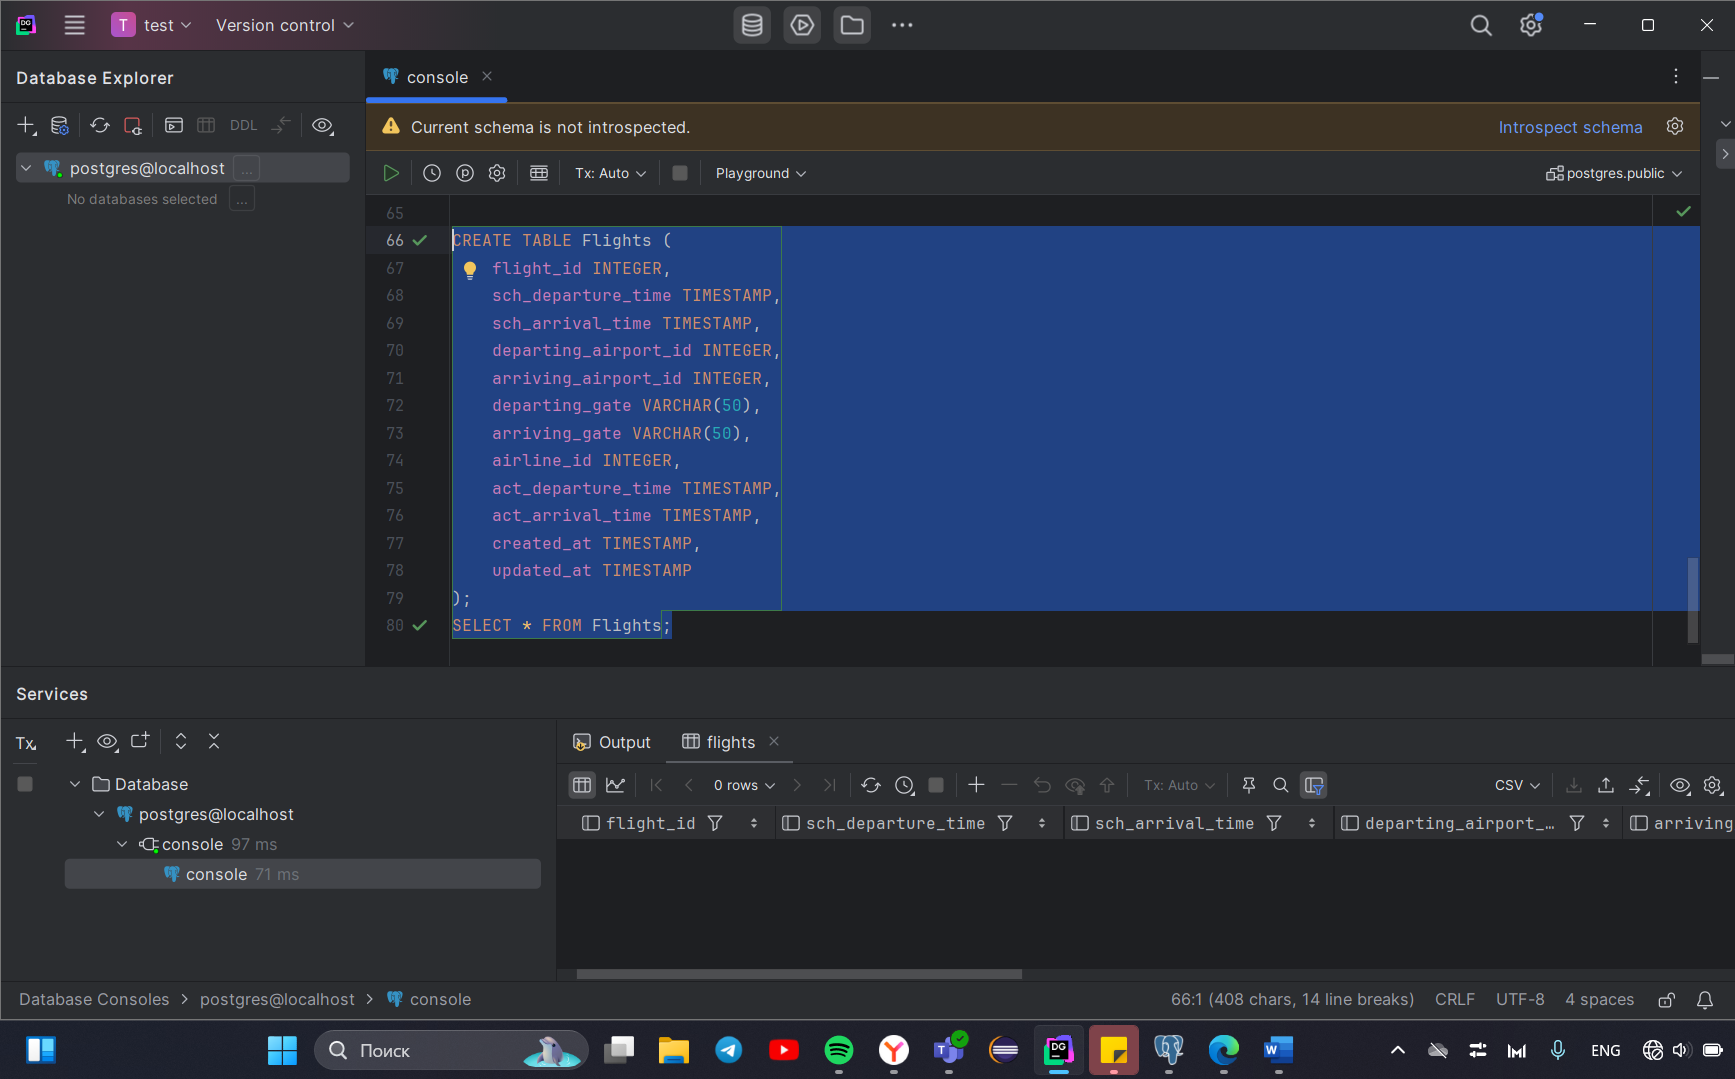 T test Version control
Database Explorer
console
DDL
Current schema is not introspected. Introspect schema
postgres@localhost ...
No databases selected ...
Tx: Auto Playground postgres.public
65
66 CREATE TABLE Flights (
67 flight_id INTEGER,
68 sch_departure_time TIMESTAMP,
69 sch_arrival_time TIMESTAMP,
70 departing_airport_id INTEGER,
71 arriving_airport_id INTEGER,
72 departing_gate VARCHAR(50),
73 arriving_gate VARCHAR(50),
74 airline_id INTEGER,
75 act_departure_time TIMESTAMP,
76 act_arrival_time TIMESTAMP,
77 created_at TIMESTAMP,
78 updated_at TIMESTAMP
79 );
80 SELECT * FROM Flights;
Services
Tx
Database
postgres@localhost
console 97 ms
console 71 ms
Output flights
0 rows Tx: Auto CSV
flight_id sch_departure_time sch_arrival_time departing_airport_... arriving
Database Consoles > postgres@localhost > console
66:1 (408 chars, 14 line breaks) CRLF UTF-8 4 spaces
Поиск
ENG